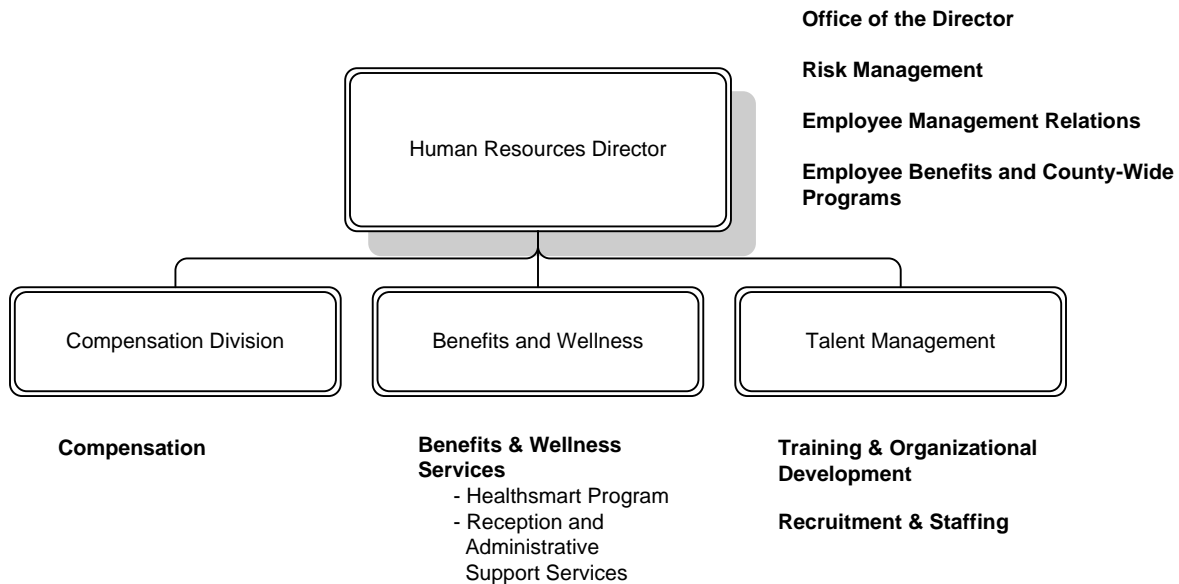 Office of the Director
Risk Management
Employee Management Relations
Employee Benefits and County-Wide
Programs
Human Resources Director
Compensation Division
Benefits and Wellness
Talent Management
Compensation
Benefits & Wellness
Services
- Healthsmart Program
- Reception and
Administrative
Support Services
Training & Organizational
Development
Recruitment & Staffing